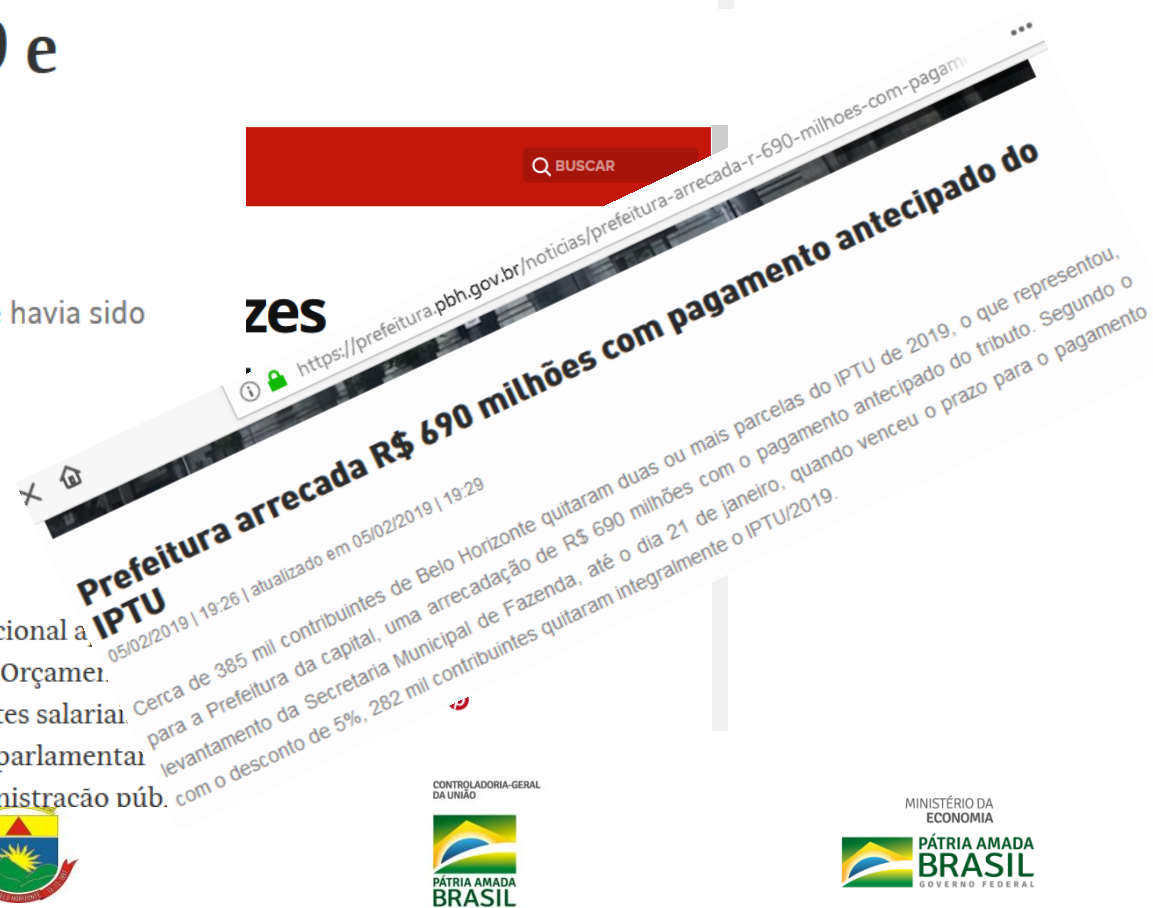 e
BUSCAR
havia sido
zes
https://prefeitura.pbh.gov.br/noticias/prefeitura-arrecada-r-690-milhoes-com-pagam
Prefeitura arrecada R$ 690 milhões com pagamento antecipado do
IPTU
05/02/2019 | 19:26 | atualizado em 05/02/2019 | 19:29
Cerca de 385 mil contribuintes de Belo Horizonte quitaram duas ou mais parcelas do IPTU de 2019, o que representou,
para a Prefeitura da capital, uma arrecadação de R$ 690 milhões com o pagamento antecipado do tributo. Segundo o
levantamento da Secretaria Municipal de Fazenda, até o dia 21 de janeiro, quando venceu o prazo para o pagamento
com o desconto de 5%, 282 mil contribuintes quitaram integralmente o IPTU/2019.
cional a
Orçamen
tes salariai
parlamentar
nistração púb
CONTROLADORIA-GERAL
DA UNIÃO
PÁTRIA AMADA
BRASIL
MINISTÉRIO DA
ECONOMIA
PÁTRIA AMADA
BRASIL
GOVERNO FEDERAL